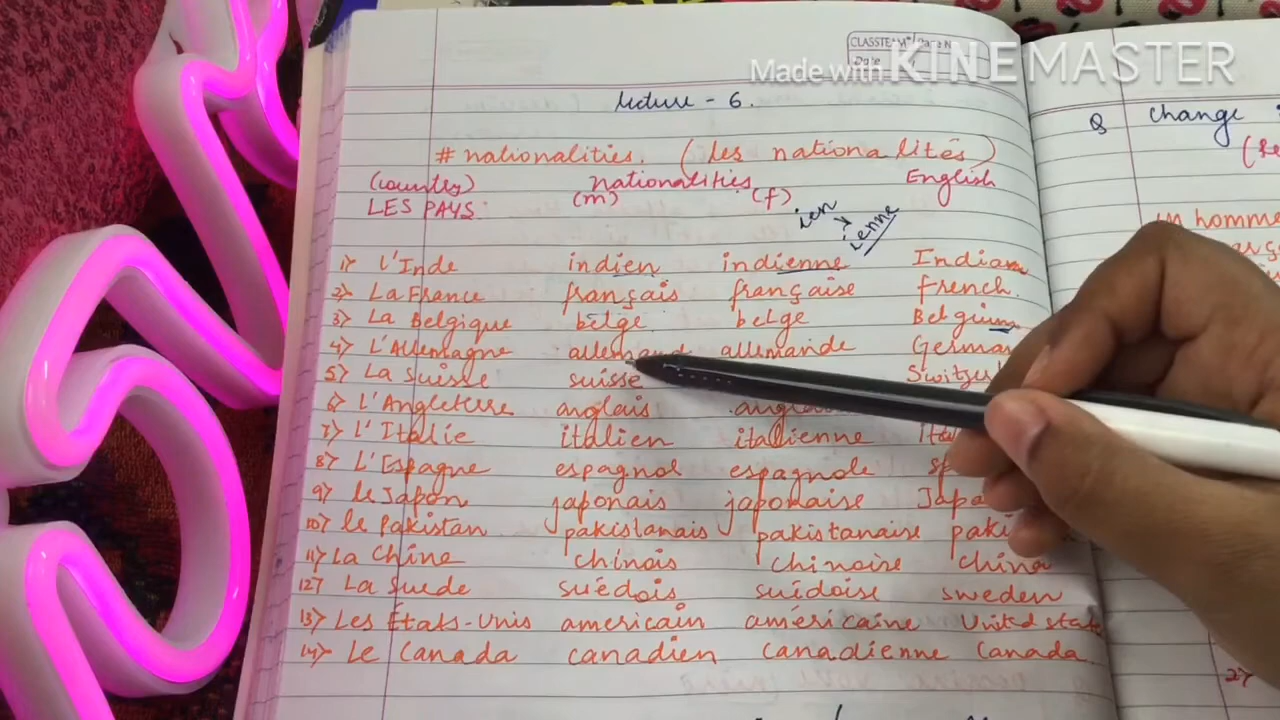 CLASSTEAM
Date
Made with KINEMASTER
Lecture - 6.
# nationalities. (les nationalités)
(country) nationalities English
LES PAYS (m) (f)
ien
ienne
1> L'Inde indien indienne Indian
2> La France français française French.
3> La Belgique belge belge Belgium
4> L'Allemagne allemand allemande German
5> La Suisse suisse
6> L'Angleterre anglais
7> L'Italie italien italienne
8> L'Espagne espagnol espagnole
9> le Japon japonais japonaise
10> le pakistan pakistanais pakistanaise
11> La Chine chinois chinoise china
12> La Suede suédois suédoise sweden
13> Les États-Unis americain américaine United state
14> Le Canada canadien canadienne Canada
Q Change
un homme
27